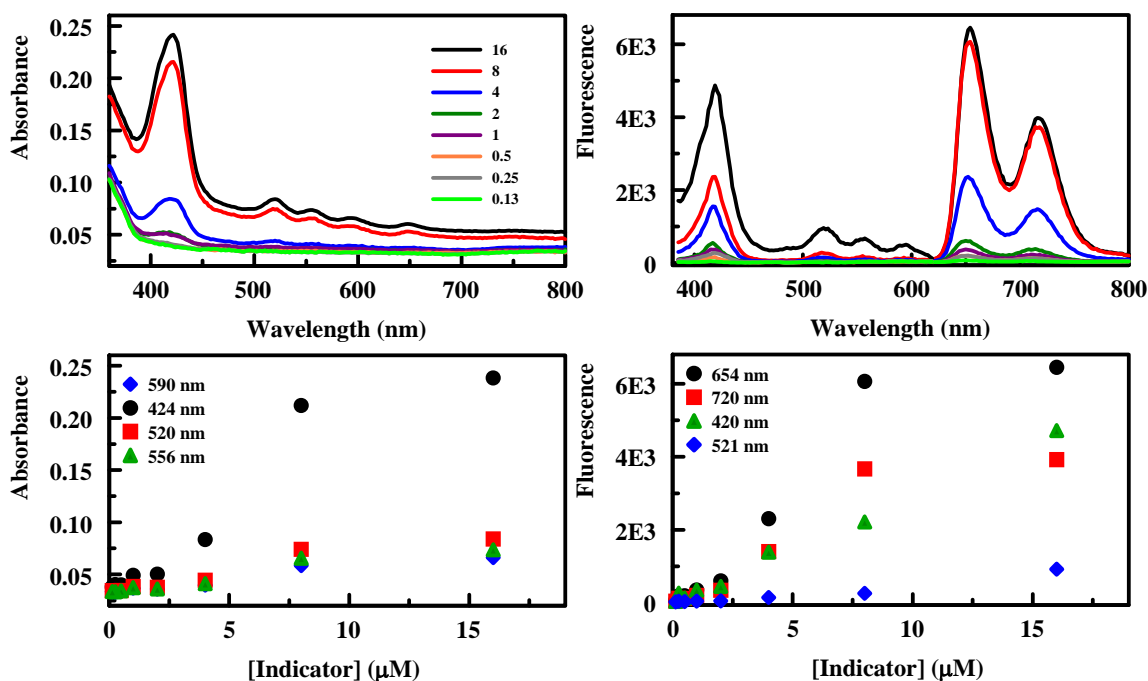 Absorbance
0.25
0.20
0.15
0.10
0.05
16
8
4
2
1
0.5
0.25
0.13
400
500
600
700
800
Wavelength (nm)
Fluorescence
6E3
4E3
2E3
0
400
500
600
700
800
Wavelength (nm)
Absorbance
0.25
0.20
0.15
0.10
0.05
590 nm
424 nm
520 nm
556 nm
0
5
10
15
[Indicator] (μM)
Fluorescence
6E3
4E3
2E3
0
654 nm
720 nm
420 nm
521 nm
0
5
10
15
[Indicator] (μM)